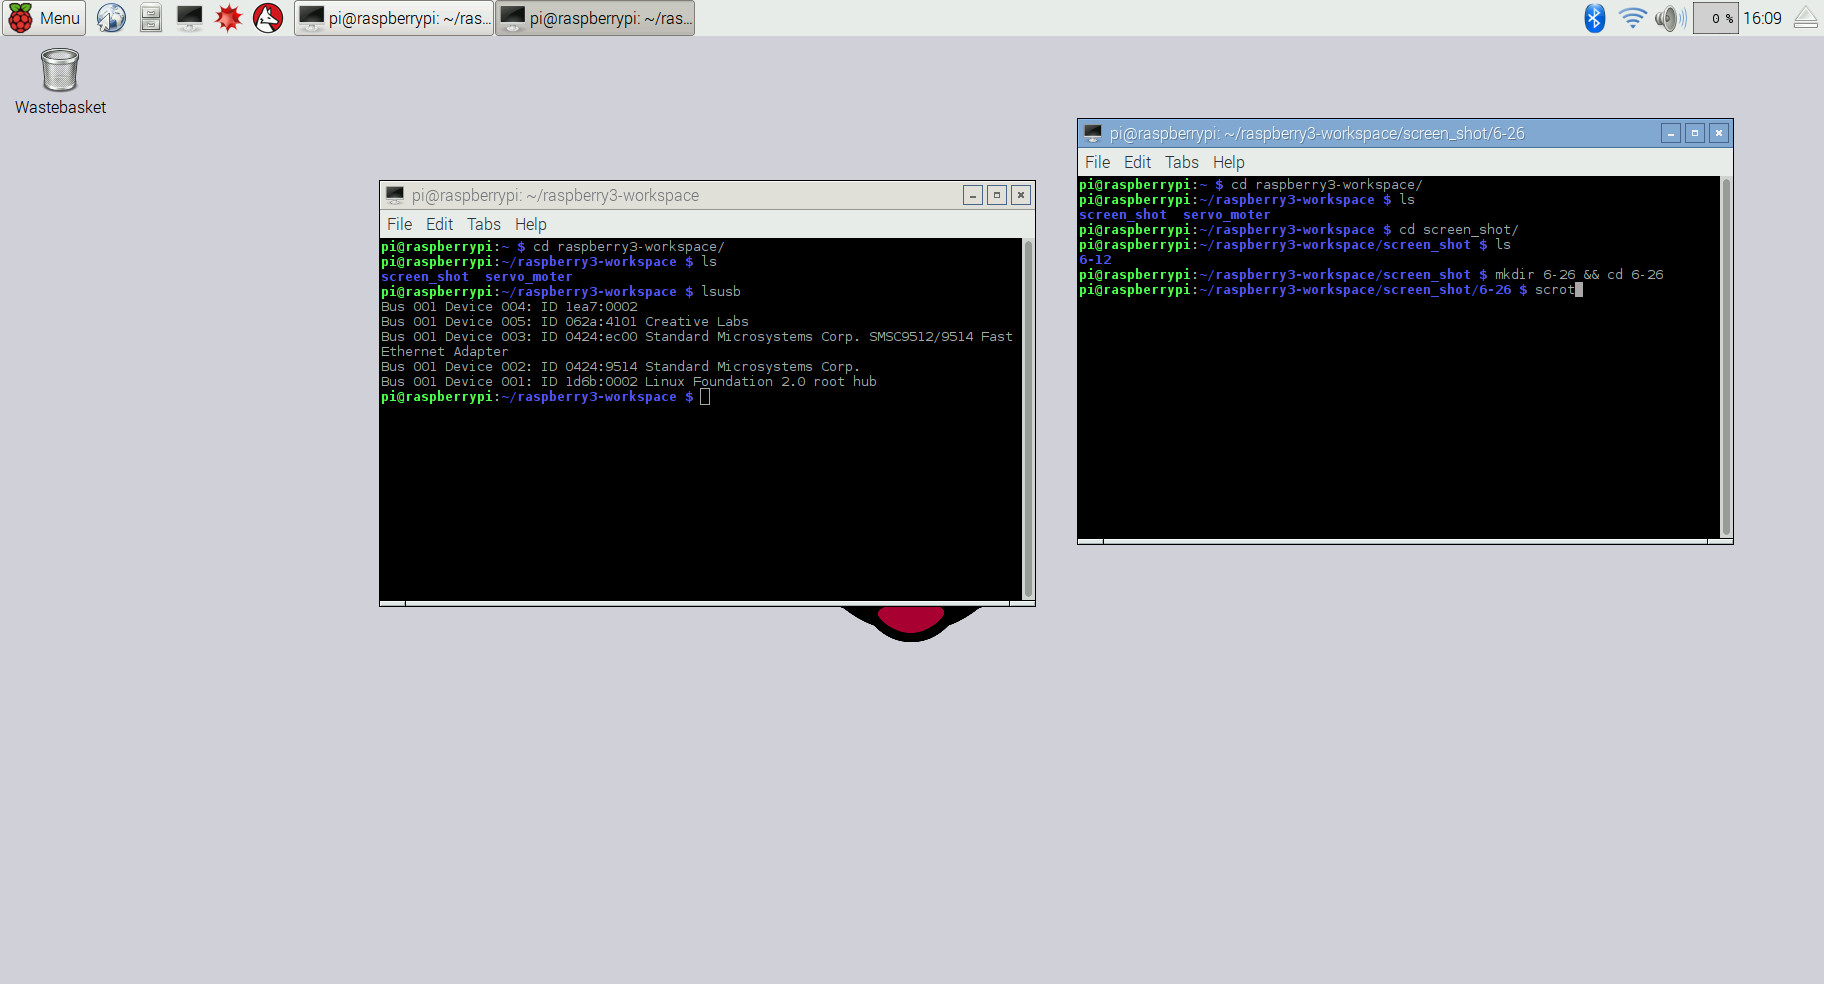 Menu
pi@raspberrypi: ~/ras...
pi@raspberrypi: ~/ras...
0 %
16:09
Wastebasket
pi@raspberrypi: ~/raspberry3-workspace
File Edit Tabs Help
pi@raspberrypi:~ $ cd raspberry3-workspace/
pi@raspberrypi:~/raspberry3-workspace $ ls
screen_shot  servo_moter
pi@raspberrypi:~/raspberry3-workspace $ lsusb
Bus 001 Device 004: ID 1ea7:0002
Bus 001 Device 005: ID 062a:4101 Creative Labs
Bus 001 Device 003: ID 0424:ec00 Standard Microsystems Corp. SMSC9512/9514 Fast
Ethernet Adapter
Bus 001 Device 002: ID 0424:9514 Standard Microsystems Corp.
Bus 001 Device 001: ID 1d6b:0002 Linux Foundation 2.0 root hub
pi@raspberrypi:~/raspberry3-workspace $
pi@raspberrypi: ~/raspberry3-workspace/screen_shot/6-26
File Edit Tabs Help
pi@raspberrypi:~ $ cd raspberry3-workspace/
pi@raspberrypi:~/raspberry3-workspace $ ls
screen_shot  servo_moter
pi@raspberrypi:~/raspberry3-workspace $ cd screen_shot/
pi@raspberrypi:~/raspberry3-workspace/screen_shot $ ls
6-12
pi@raspberrypi:~/raspberry3-workspace/screen_shot $ mkdir 6-26 && cd 6-26
pi@raspberrypi:~/raspberry3-workspace/screen_shot/6-26 $ scrot